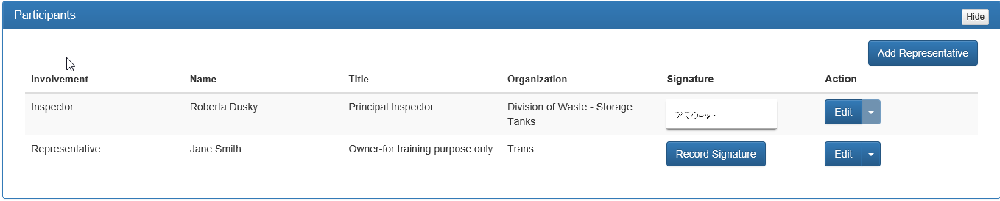 Participants
Hide
Add Representative
Involvement Name Title Organization Signature Action
Inspector Roberta Dusky Principal Inspector Division of Waste - Storage Tanks Edit
Representative Jane Smith Owner-for training purpose only Trans Record Signature Edit